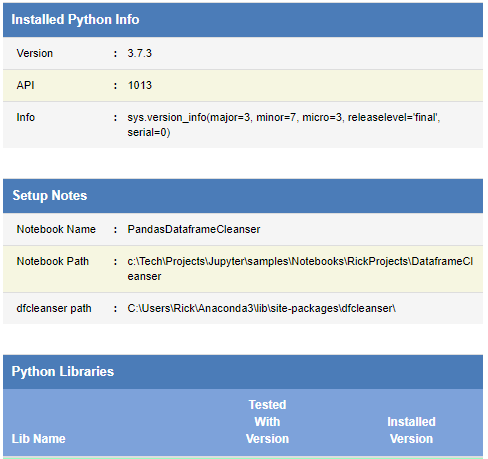 Installed Python Info
Version : 3.7.3
API : 1013
Info : sys.version_info(major=3, minor=7, micro=3, releaselevel='final',
serial=0)
Setup Notes
Notebook Name : PandasDataframeCleanser
Notebook Path : c:\Tech\Projects\Jupyter\samples\Notebooks\RickProjects\DataframeCl
eanser
dfcleanser path : C:\Users\Rick\Anaconda3\lib\site-packages\dfcleanser\
Python Libraries
Tested
With Installed
Lib Name Version Version